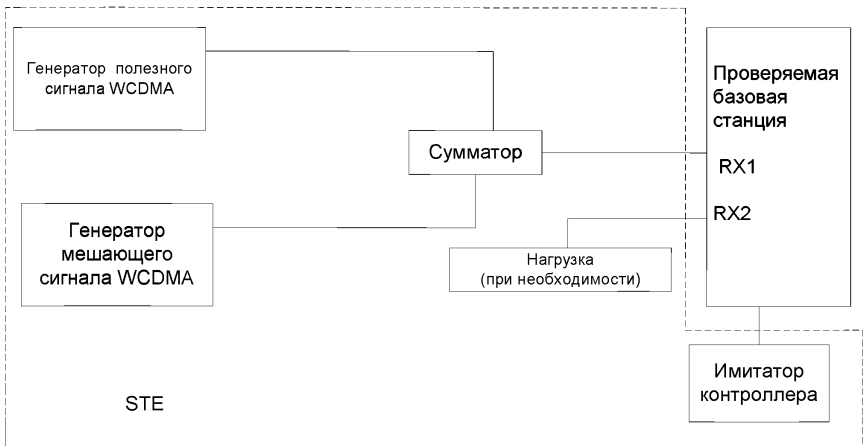 Генератор полезного
сигнала WCDMA
Проверяемая
базовая
станция
Сумматор
RX1
RX2
Генератор
мешающего
сигнала WCDMA
Нагрузка
(при необходимости)
Имитатор
контроллера
STE